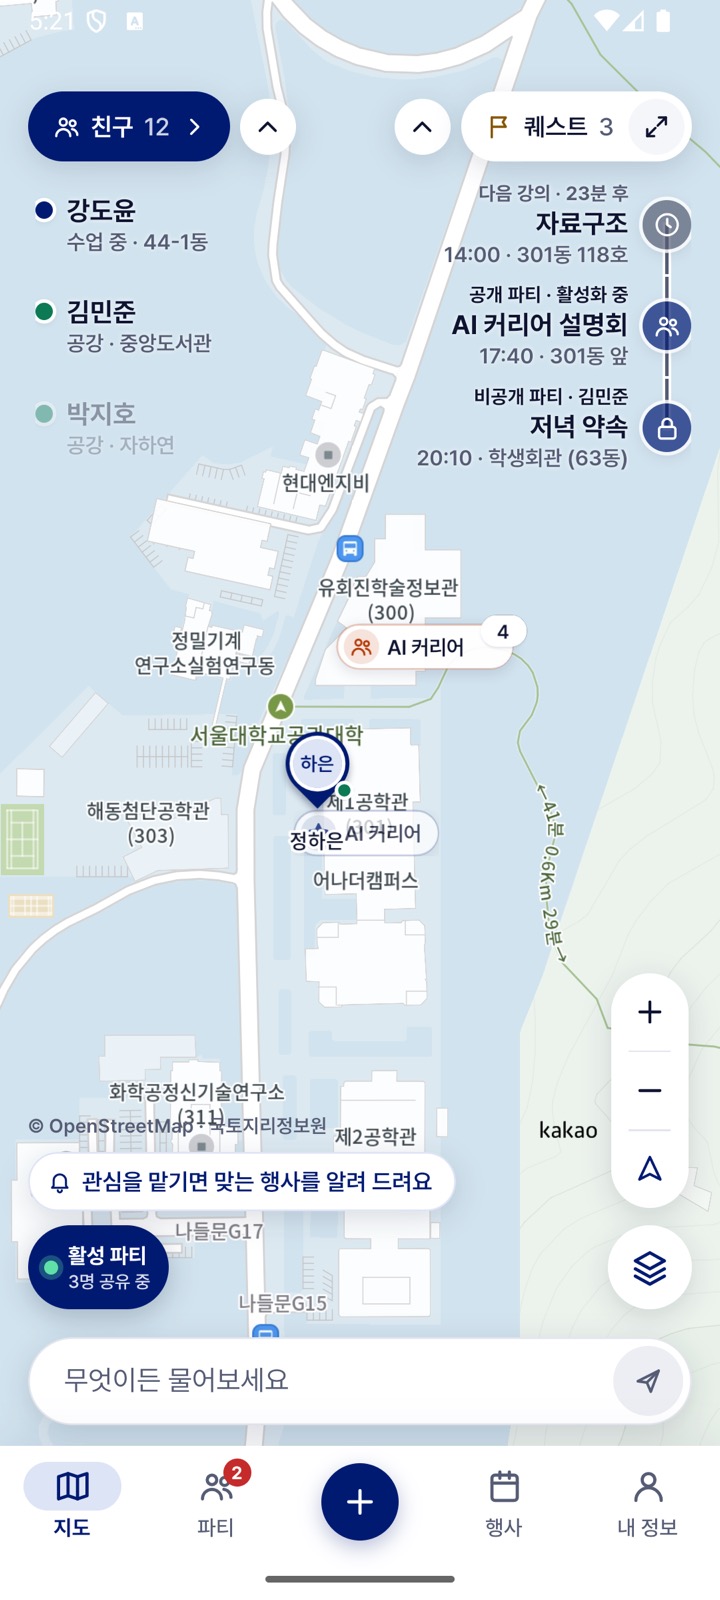 5:21
친구 12
퀘스트 3
강도윤
수업 중 · 44-1동
김민준
공강 · 중앙도서관
박지호
공강 · 자하연
다음 강의 · 23분 후
자료구조
14:00 · 301동 118호
공개 파티 · 활성화 중
AI 커리어 설명회
17:40 · 301동 앞
비공개 파티 · 김민준
저녁 약속
20:10 · 학생회관 (63동)
현대엔지비
유회진학술정보관
(300)
AI 커리어
4
정밀기계
연구소실험연구동
서울대학교공과대학
하은
제1공학관
(301)
정하은
AI 커리어
해동첨단공학관
(303)
어나더캠퍼스
←41분 0.6Km 29분→
화학공정신기술연구소
(311)
© OpenStreetMap · 국토지리정보원
제2공학관
kakao
관심을 맡기면 맞는 행사를 알려 드려요
나들문G17
활성 파티
3명 공유 중
나들문G15
무엇이든 물어보세요
지도
파티
2
행사
내 정보